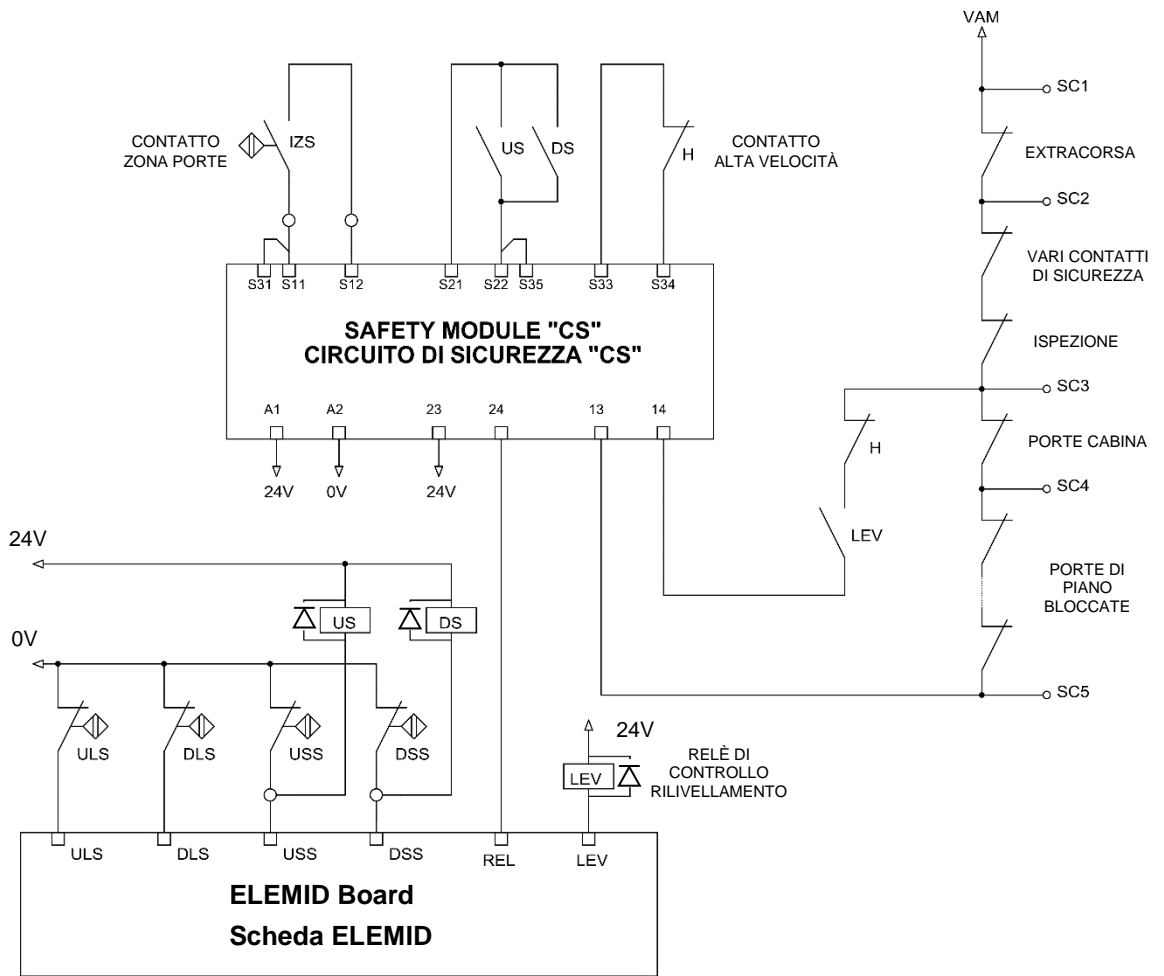 VAM
SC1
EXTRACORSA
SC2
VARI CONTATTI
DI SICUREZZA
ISPEZIONE
SC3
PORTE CABINA
SC4
PORTE DI
PIANO
BLOCCATE
SC5
H
LEV
CONTATTO
ZONA PORTE
IZS
US
DS
H
CONTATTO
ALTA VELOCITÀ
S31
S11
S12
S21
S22
S35
S33
S34
SAFETY MODULE "CS"
CIRCUITO DI SICUREZZA "CS"
A1
A2
23
24
13
14
24V
0V
24V
24V
US
DS
0V
ULS
DLS
USS
DSS
24V
LEV
RELÈ DI
CONTROLLO
RILIVELLAMENTO
ULS
DLS
USS
DSS
REL
LEV
ELEMID Board
Scheda ELEMID